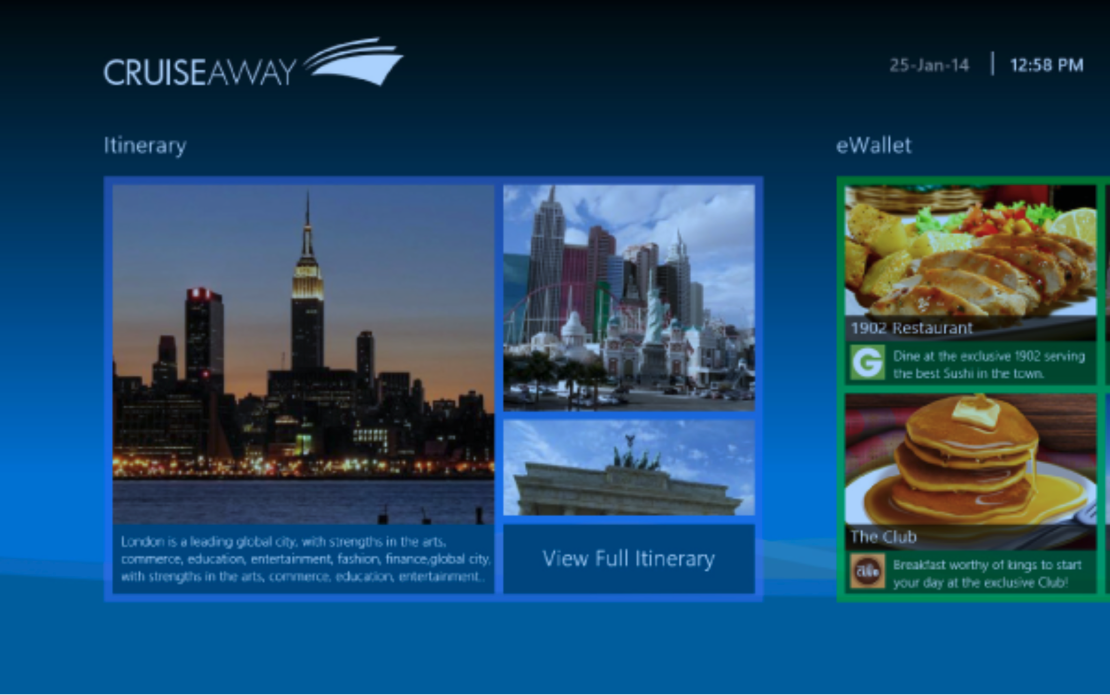 CRUISEAWAY
25-Jan-14 | 12:58 PM
Itinerary
London is a leading global city, with strengths in the arts,
commerce, education, entertainment, fashion, finance,global city,
with strengths in the arts, commerce, education, entertainment..
View Full Itinerary
eWallet
1902 Restaurant
G
Dine at the exclusive 1902 serving
the best Sushi in the town.
The Club
Breakfast worthy of kings to start
your day at the exclusive Club!